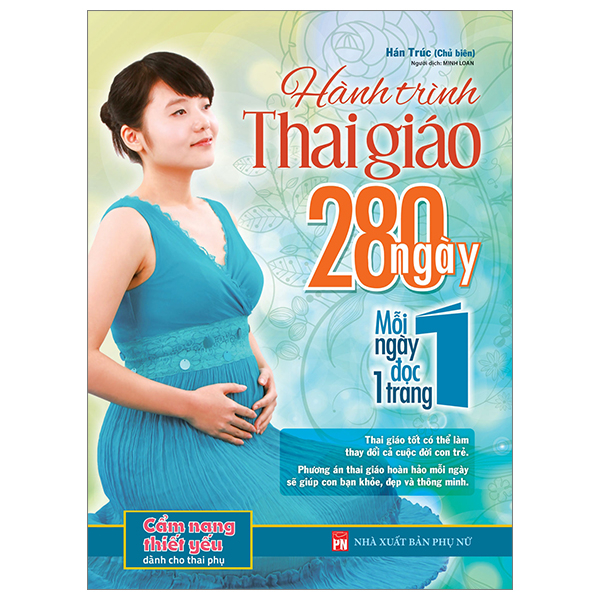 Hán Trúc (Chủ biên)
Người dịch: MINH LOAN
Hành trình
Thai giáo
280
ngày
Mỗi
ngày
đọc
1 trang
1
Thai giáo tốt có thể làm
thay đổi cả cuộc đời con trẻ.
Phương án thai giáo hoàn hảo mỗi ngày
sẽ giúp con bạn khỏe, đẹp và thông minh.
Cẩm nang
thiết yếu
dành cho thai phụ
PN
NHÀ XUẤT BẢN PHỤ NỮ